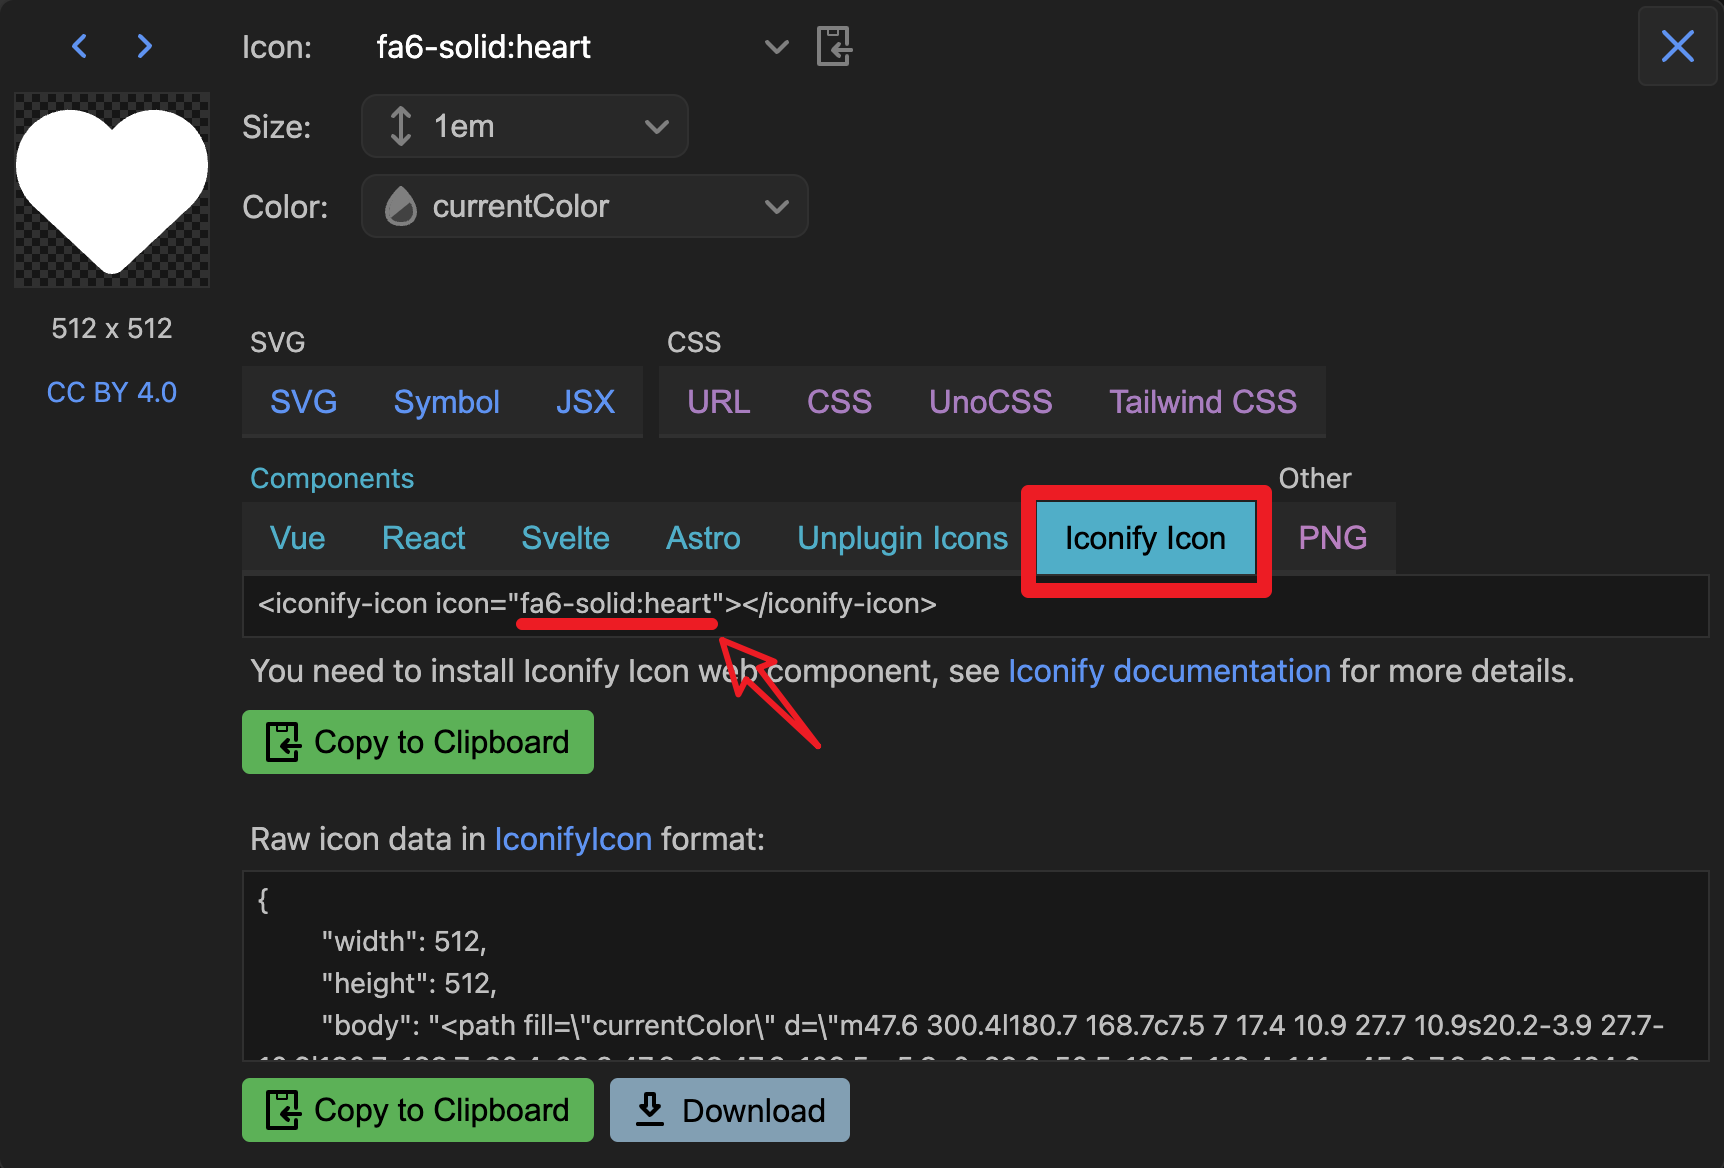 Icon: fa6-solid:heart
Size: 1em
Color: currentColor
512 x 512
CC BY 4.0
SVG
SVG Symbol JSX
CSS
URL CSS UnoCSS Tailwind CSS
Components
Vue React Svelte Astro Unplugin Icons Iconify Icon
Other
PNG
<iconify-icon icon="fa6-solid:heart"></iconify-icon>
You need to install Iconify Icon web component, see Iconify documentation for more details.
Copy to Clipboard
Raw icon data in IconifyIcon format:
{
"width": 512,
"height": 512,
"body": "<path fill=\"currentColor\" d=\"m47.6 300.4l180.7 168.7c7.5 7 17.4 10.9 27.7 10.9s20.2-3.9 27.7-
Copy to Clipboard
Download